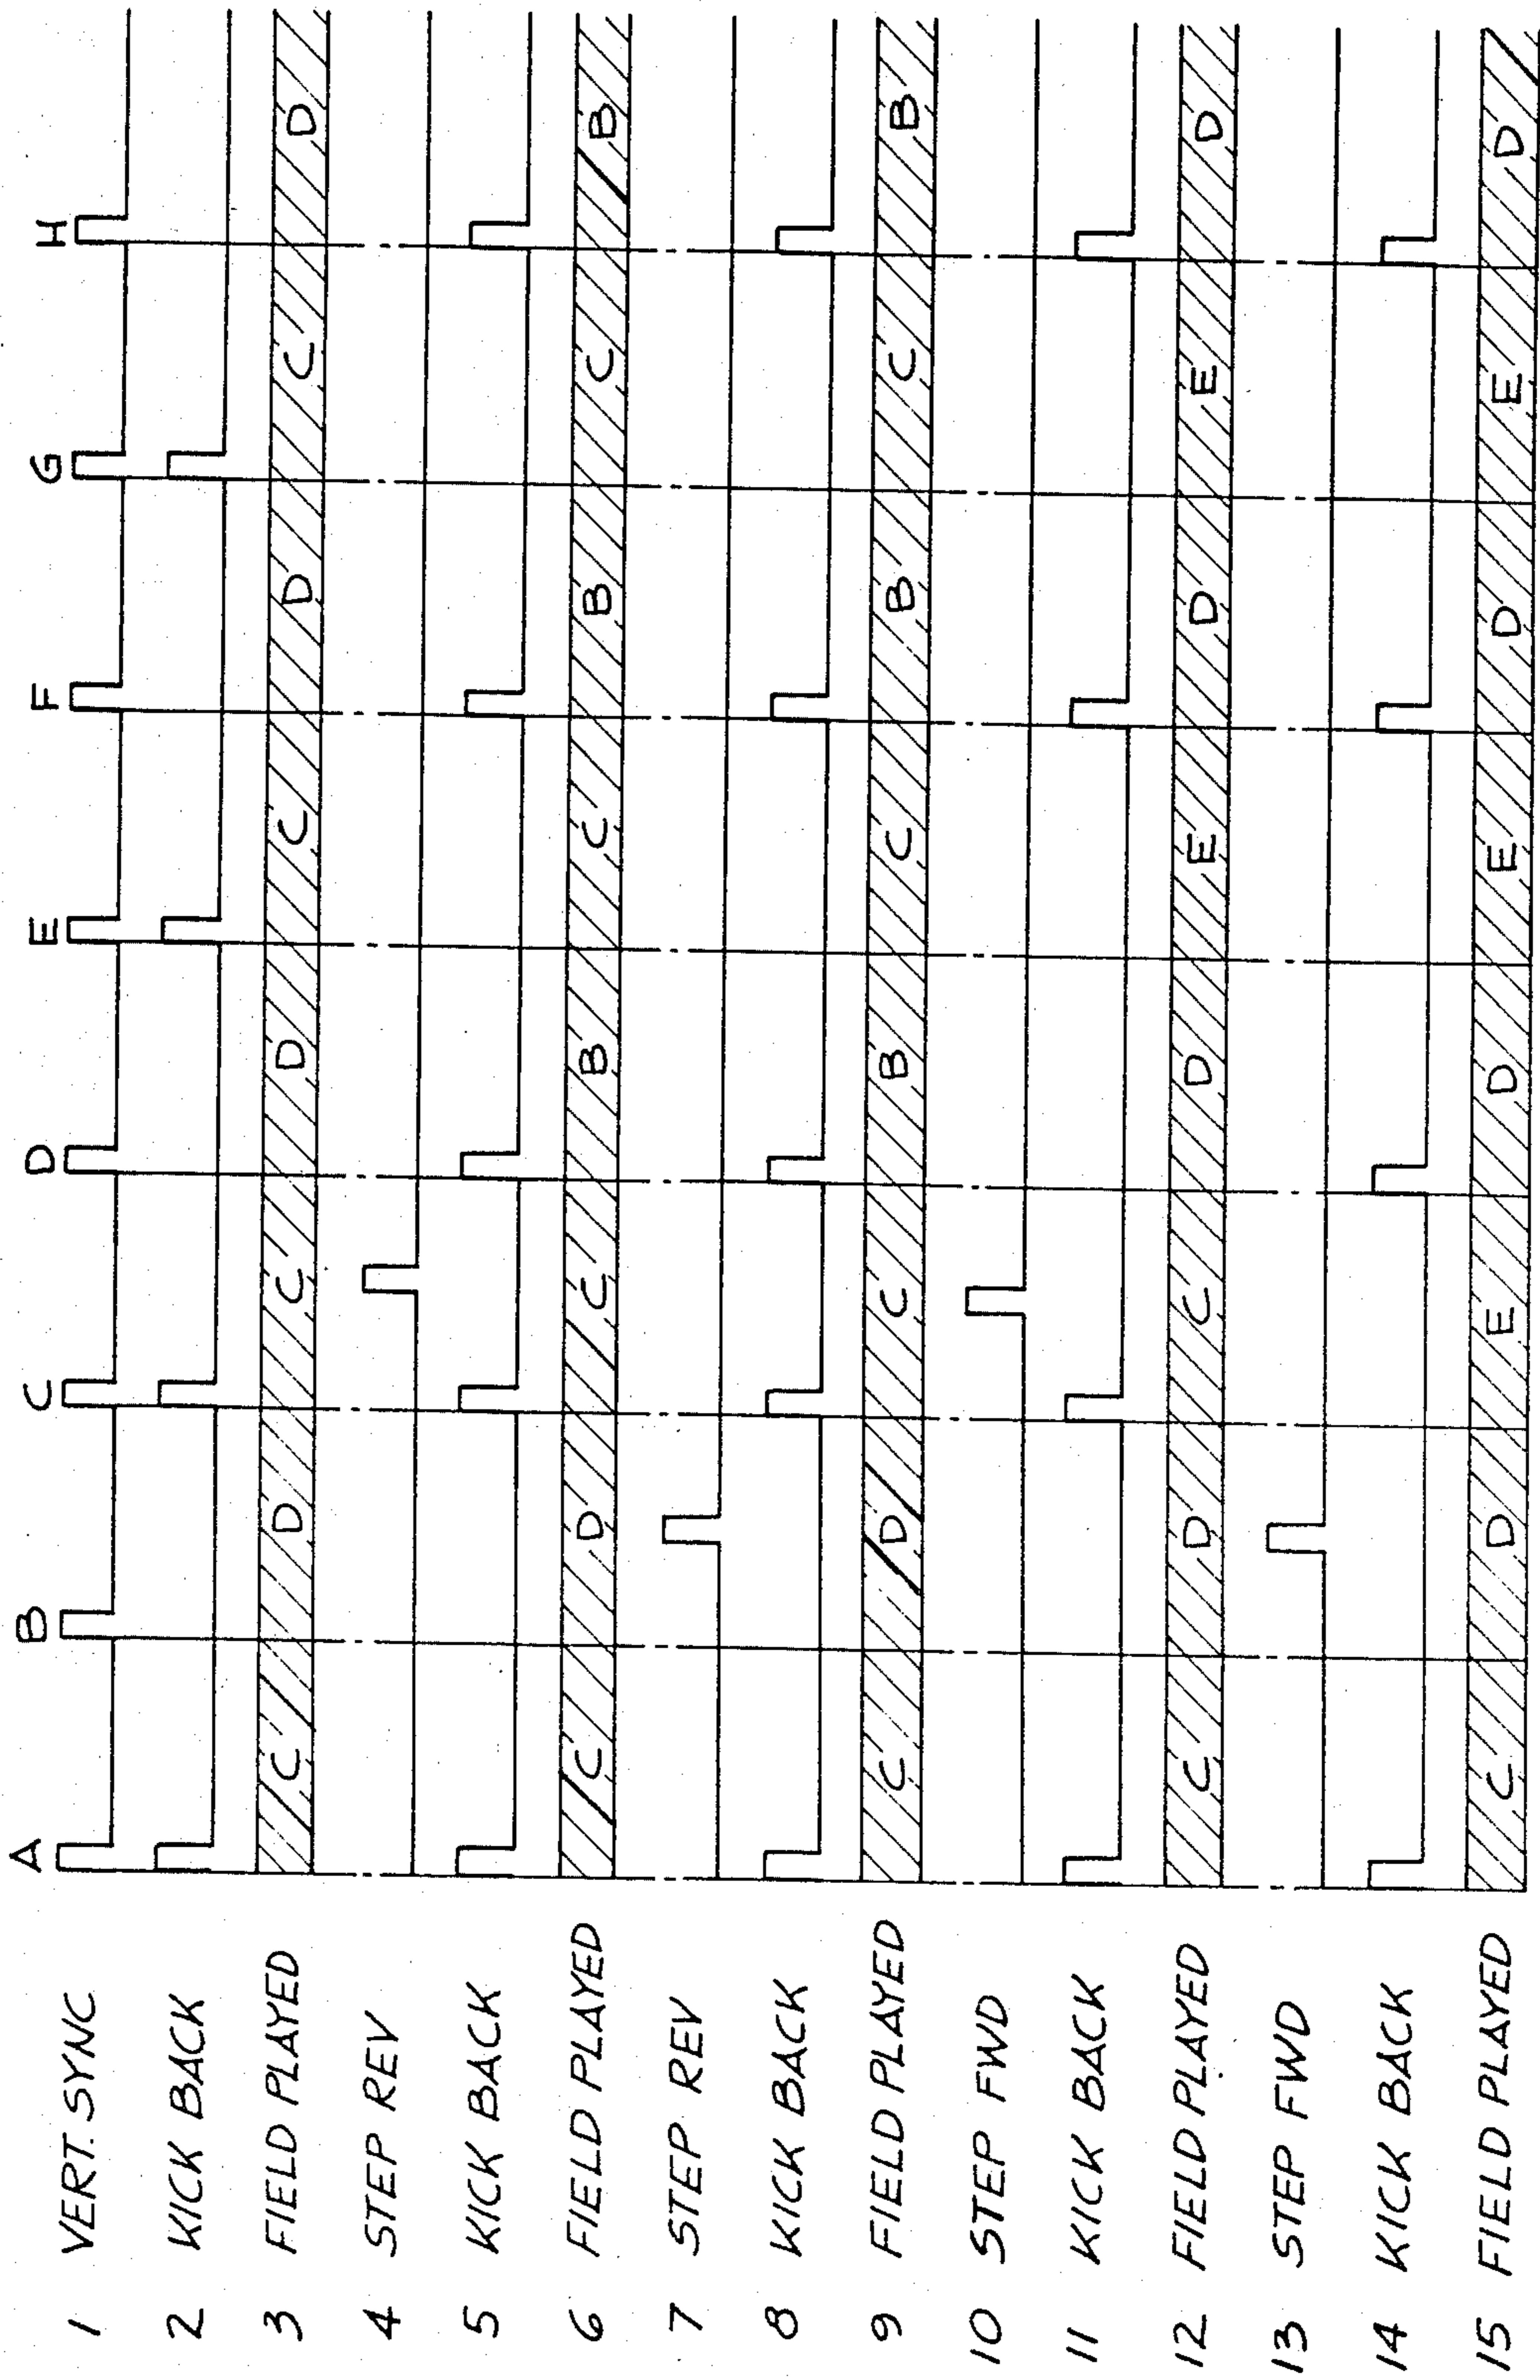 A B C D E F G H
1 VERT. SYNC
2 KICK BACK
3 FIELD PLAYED C D C D C D C D
4 STEP REV
5 KICK BACK
6 FIELD PLAYED C D C B C B C B
7 STEP REV
8 KICK BACK
9 FIELD PLAYED C D C B C B C B
10 STEP FWD
11 KICK BACK
12 FIELD PLAYED C D C D E D E D
13 STEP FWD
14 KICK BACK
15 FIELD PLAYED C D E D E D E D